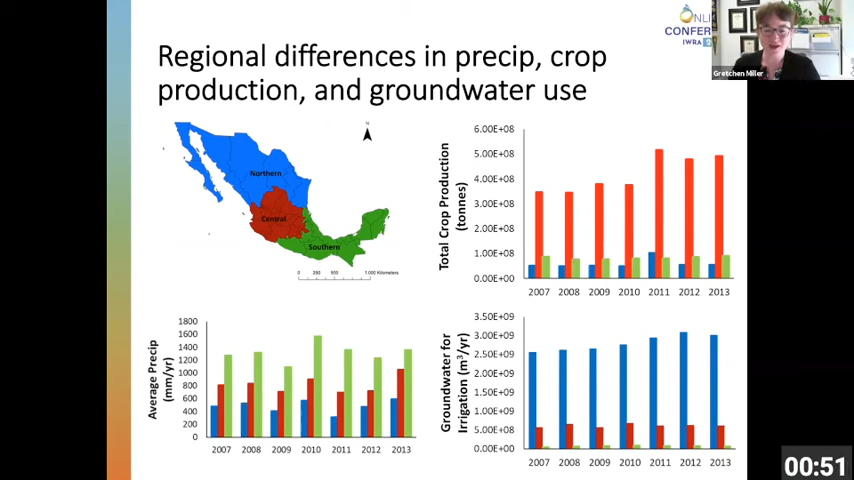 Regional differences in precip, crop
production, and groundwater use
NLI
CONFER
IWRA
Gretchen Miller
N
Northern
Central
Southern
0 250 500 1,000 Kilometers
Total Crop Production
(tonnes)
6.00E+08
5.00E+08
4.00E+08
3.00E+08
2.00E+08
1.00E+08
0.00E+00
2007 2008 2009 2010 2011 2012 2013
Average Precip
(mm/yr)
1800
1600
1400
1200
1000
800
600
400
200
0
2007 2008 2009 2010 2011 2012 2013
Groundwater for
Irrigation (m³/yr)
3.50E+09
3.00E+09
2.50E+09
2.00E+09
1.50E+09
1.00E+09
5.00E+08
0.00E+00
2007 2008 2009 2010 2011 2012 2013
00:51